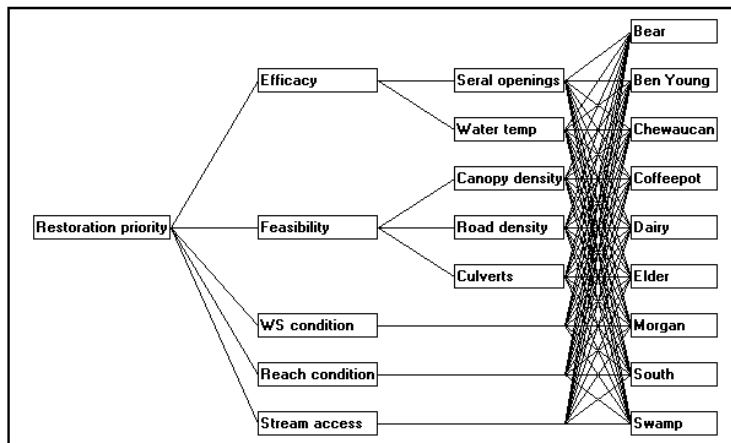 Bear
Efficacy Seral openings Ben Young
Water temp Chewaucan
Canopy density Coffeepot
Restoration priority Feasibility Road density Dairy
Culverts Elder
WS condition Morgan
Reach condition South
Stream access Swamp